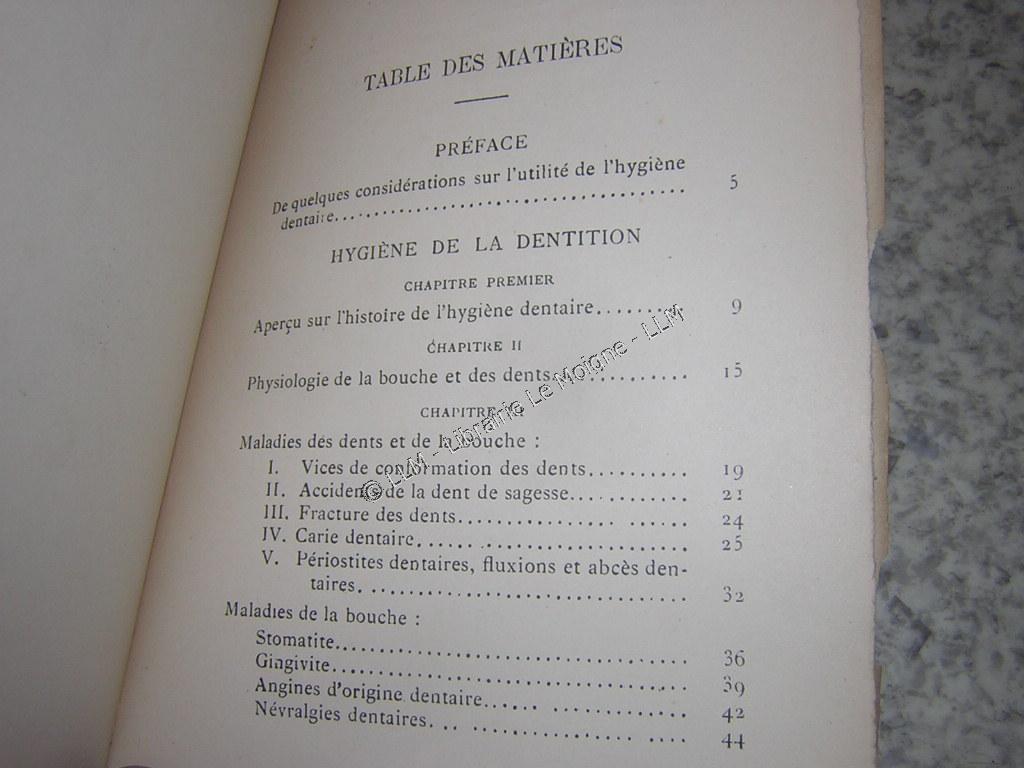 TABLE DES MATIÈRES
PRÉFACE
De quelques considérations sur l'utilité de l'hygiène
dentaire........................................ 5
HYGIÈNE DE LA DENTITION
CHAPITRE PREMIER
Aperçu sur l'histoire de l'hygiène dentaire......... 9
CHAPITRE II
Physiologie de la bouche et des dents............. 15
CHAPITRE
Maladies des dents et de la bouche :
I. Vices de conformation des dents.......... 19
II. Accidents de la dent de sagesse............ 21
III. Fracture des dents..................... 24
IV. Carie dentaire.......................... 25
V. Périostites dentaires, fluxions et abcès den-
taires................................ 32
Maladies de la bouche :
Stomatite................................ 36
Gingivite................................ 39
Angines d'origine dentaire.................. 42
Névralgies dentaires....................... 44
© LLM - Librairie Le Moigne - LLM